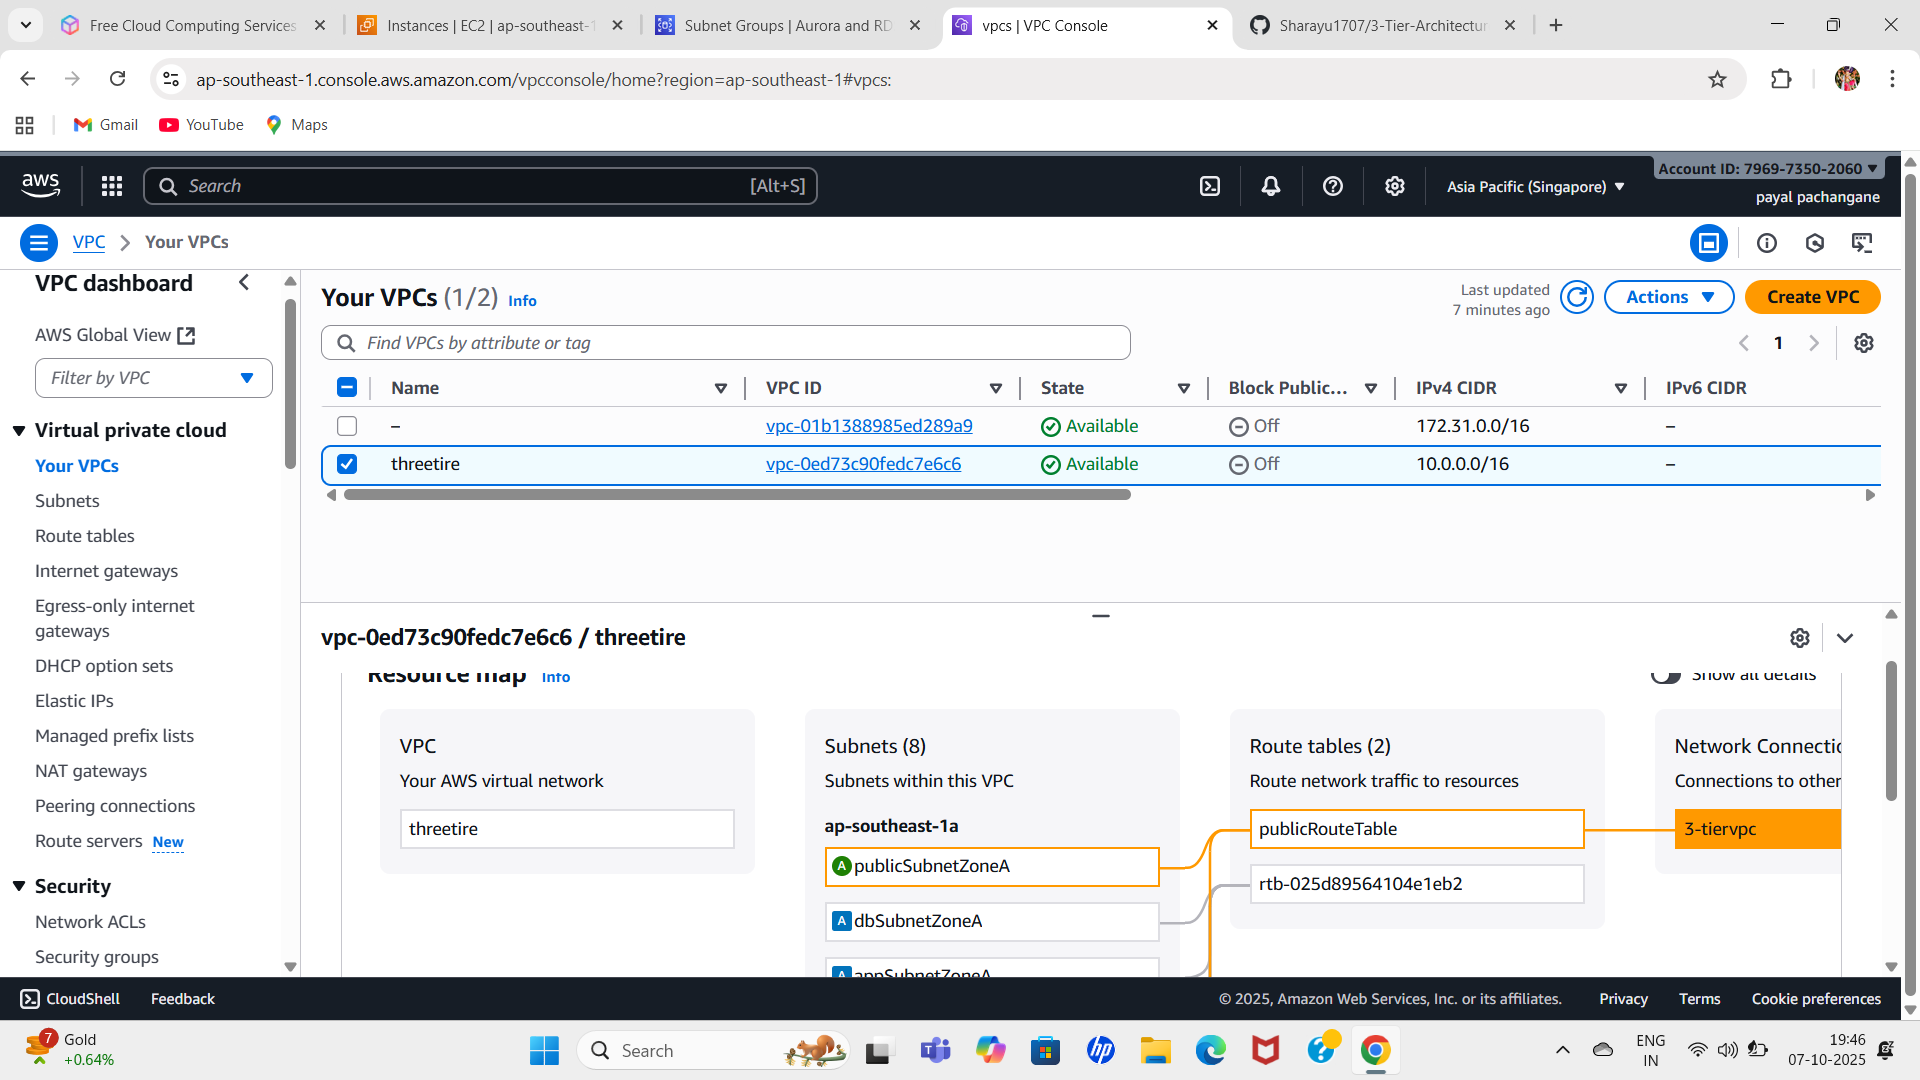 Free Cloud Computing Services
Instances | EC2 | ap-southeast-1
Subnet Groups | Aurora and RD
vpcs | VPC Console
Sharayu1707/3-Tier-Architectur
ap-southeast-1.console.aws.amazon.com/vpcconsole/home?region=ap-southeast-1#vpcs:
Gmail
YouTube
Maps
aws
Search
[Alt+S]
Asia Pacific (Singapore)
Account ID: 7969-7350-2060
payal pachangane
VPC
Your VPCs
VPC dashboard
AWS Global View
Filter by VPC
Virtual private cloud
Your VPCs
Subnets
Route tables
Internet gateways
Egress-only internet
gateways
DHCP option sets
Elastic IPs
Managed prefix lists
NAT gateways
Peering connections
Route servers New
Security
Network ACLs
Security groups
Your VPCs (1/2) Info
Last updated
7 minutes ago
Actions
Create VPC
Find VPCs by attribute or tag
1
Name
VPC ID
State
Block Public...
IPv4 CIDR
IPv6 CIDR
– vpc-01b1388985ed289a9 Available Off 172.31.0.0/16 –
threetire vpc-0ed73c90fedc7e6c6 Available Off 10.0.0.0/16 –
vpc-0ed73c90fedc7e6c6 / threetire
Resource map Info
Show all details
VPC
Your AWS virtual network
threetire
Subnets (8)
Subnets within this VPC
ap-southeast-1a
A publicSubnetZoneA
A dbSubnetZoneA
A appSubnetZoneA
Route tables (2)
Route network traffic to resources
publicRouteTable
rtb-025d89564104e1eb2
Network Connectio
Connections to other
3-tiervpc
CloudShell
Feedback
© 2025, Amazon Web Services, Inc. or its affiliates.
Privacy
Terms
Cookie preferences
7
Gold
+0.64%
Search
ENG
IN
19:46
07-10-2025